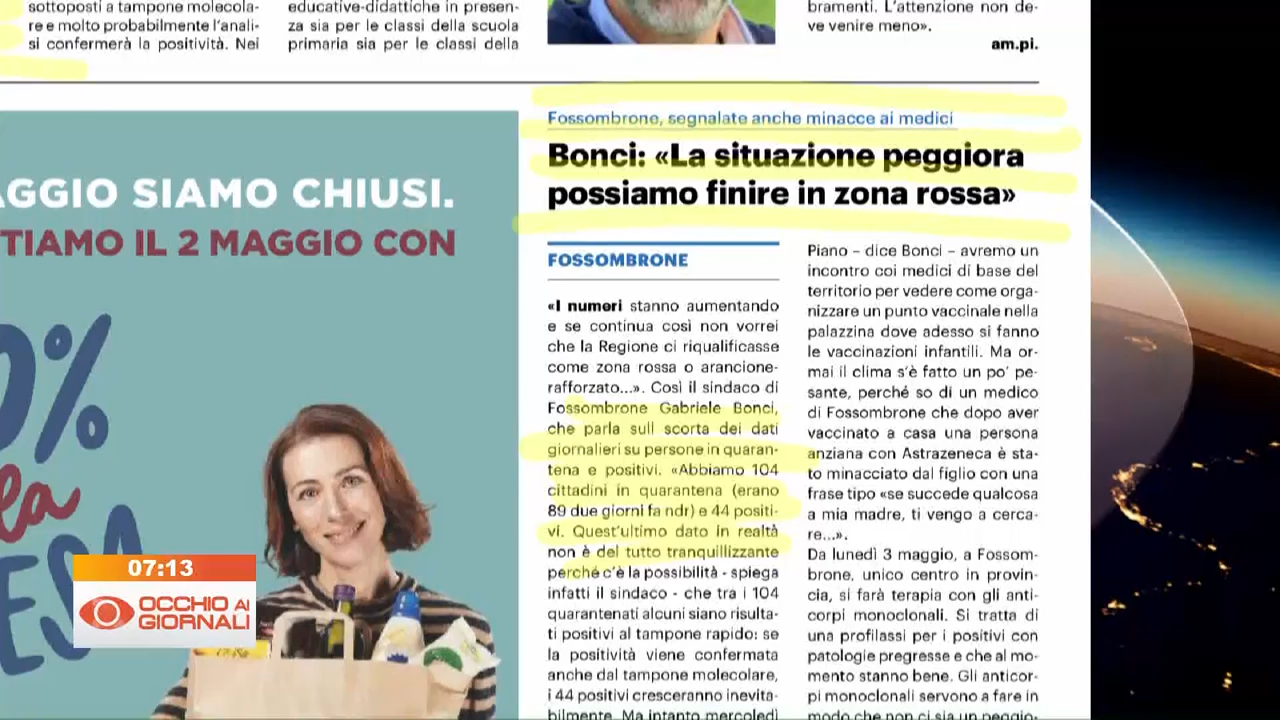 sottoposti a tampone molecola-
re e molto probabilmente l'anali-
si confermerà la positività. Nei
educative-didattiche in presen-
za sia per le classi della scuola
primaria sia per le classi della
bramenti. L'attenzione non de-
ve venire meno».
am.pi.
AGGIO SIAMO CHIUSI.
TIAMO IL 2 MAGGIO CON
0%
Fossombrone, segnalate anche minacce ai medici
Bonci: «La situazione peggiora
possiamo finire in zona rossa»
FOSSOMBRONE
«I numeri stanno aumentando
e se continua così non vorrei
che la Regione ci riqualificasse
come zona rossa o arancione-
rafforzato...». Così il sindaco di
Fossombrone Gabriele Bonci,
che parla sull scorta dei dati
giornalieri su persone in quaran-
tena e positivi. «Abbiamo 104
cittadini in quarantena (erano
89 due giorni fa ndr) e 44 positi-
vi. Quest'ultimo dato in realtà
non è del tutto tranquillizzante
perché c'è la possibilità - spiega
infatti il sindaco - che tra i 104
quarantenati alcuni siano risulta-
ti positivi al tampone rapido: se
la positività viene confermata
anche dal tampone molecolare,
i 44 positivi cresceranno inevita-
bilmente. Ma intanto mercoledì
Piano – dice Bonci – avremo un
incontro coi medici di base del
territorio per vedere come orga-
nizzare un punto vaccinale nella
palazzina dove adesso si fanno
le vaccinazioni infantili. Ma or-
mai il clima s'è fatto un po' pe-
sante, perché so di un medico
di Fossombrone che dopo aver
vaccinato a casa una persona
anziana con Astrazeneca è sta-
to minacciato dal figlio con una
frase tipo «se succede qualcosa
a mia madre, ti vengo a cerca-
re...».
Da lunedì 3 maggio, a Fossom-
brone, unico centro in provin-
cia, si farà terapia con gli anti-
corpi monoclonali. Si tratta di
una profilassi per i positivi con
patologie pregresse e che al mo-
mento stanno bene. Gli anticor-
pi monoclonali servono a fare in
modo che non ci sia un peggio-
07:13
OCCHIO AI
GIORNALI